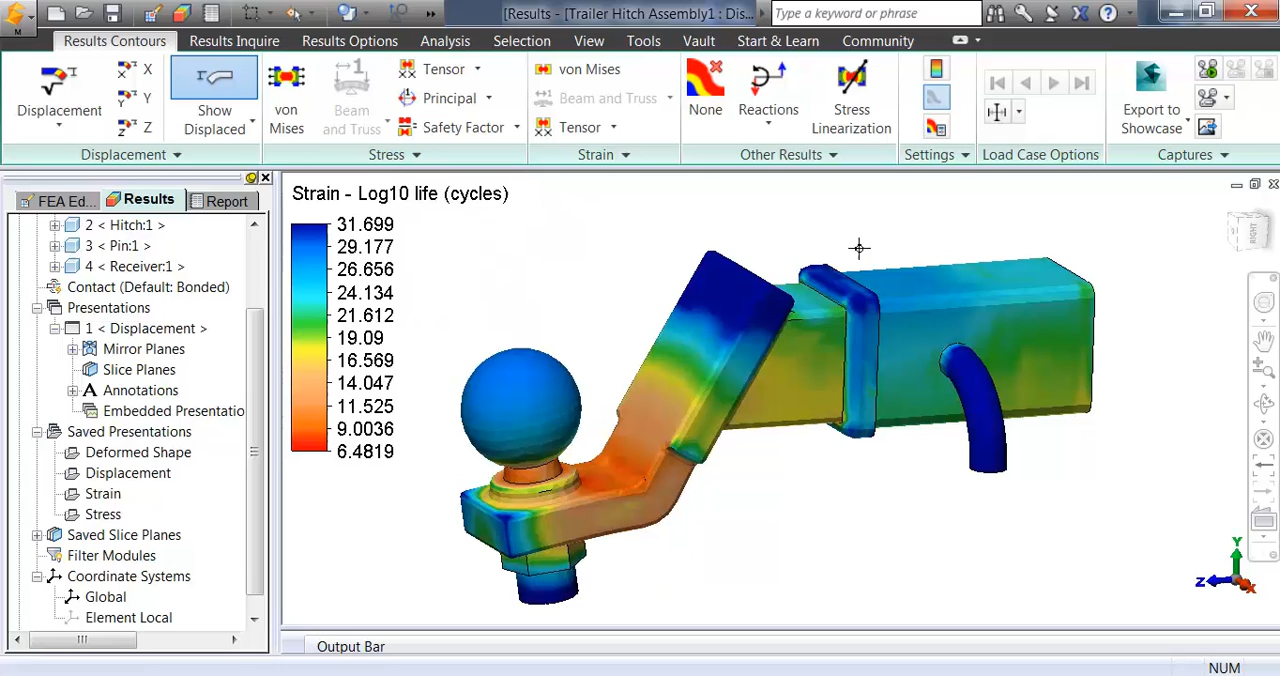 M
[Results - [Trailer Hitch Assembly1 : Dis...
Type a keyword or phrase
Results Contours
Results Inquire
Results Options
Analysis
Selection
View
Tools
Vault
Start & Learn
Community
Displacement
X
Y
Z
Show
Displaced
Displacement
von
Mises
Beam
and Truss
Tensor
Principal
Safety Factor
Stress
von Mises
Beam and Truss
Tensor
Strain
None
Reactions
Stress
Linearization
Other Results
Settings
Load Case Options
Export to
Showcase
Captures
FEA Ed...
Results
Report
2 < Hitch:1 >
3 < Pin:1 >
4 < Receiver:1 >
Contact (Default: Bonded)
Presentations
1 < Displacement >
Mirror Planes
Slice Planes
A Annotations
Embedded Presentatio
Saved Presentations
Deformed Shape
Displacement
Strain
Stress
Saved Slice Planes
Filter Modules
Coordinate Systems
Global
Element Local
Strain - Log10 life (cycles)
31.699
29.177
26.656
24.134
21.612
19.09
16.569
14.047
11.525
9.0036
6.4819
RIGHT
Y
Z
X
Output Bar
NUM